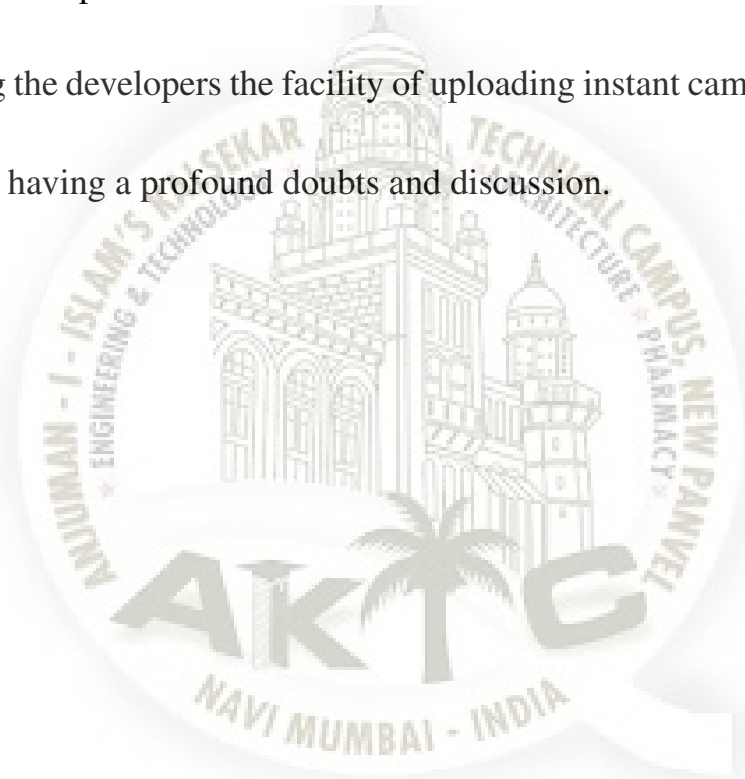 g the developers the facility of uploading instant cam
having a profound doubts and discussion.
ANJUMAN - I - ISLAM'S KALSEKAR TECHNICAL CAMPUS, NEW PANVEL
ENGINEERING & TECHNOLOGY ARCHITECTURE PHARMACY
AKTC
NAVI MUMBAI - INDIA